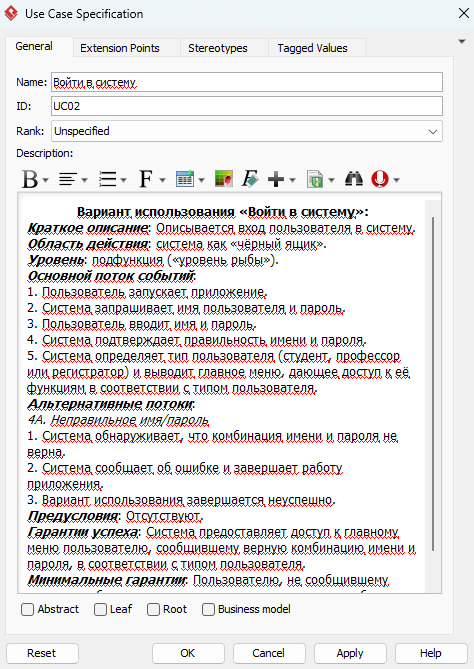 Use Case Specification
General
Extension Points
Stereotypes
Tagged Values
Name: Войти в систему
ID: UC02
Rank: Unspecified
Description:
B
F
F
Вариант использования «Войти в систему»:
Краткое описание: Описывается вход пользователя в систему.
Область действия: система как «чёрный ящик».
Уровень: подфункция («уровень рыбы»).
Основной поток событий:
1. Пользователь запускает приложение.
2. Система запрашивает имя пользователя и пароль.
3. Пользователь вводит имя и пароль.
4. Система подтверждает правильность имени и пароля.
5. Система определяет тип пользователя (студент, профессор
или регистратор) и выводит главное меню, дающее доступ к её
функциям в соответствии с типом пользователя.
Альтернативные потоки:
4А. Неправильное имя/пароль
1. Система обнаруживает, что комбинация имени и пароля не
верна.
2. Система сообщает об ошибке и завершает работу
приложения.
3. Вариант использования завершается неуспешно.
Предусловия: Отсутствуют.
Гарантии успеха: Система предоставляет доступ к главному
меню пользователю, сообщившему верную комбинацию имени и
пароля, в соответствии с типом пользователя.
Минимальные гарантии: Пользователю, не сообщившему
Abstract
Leaf
Root
Business model
Reset
OK
Cancel
Apply
Help